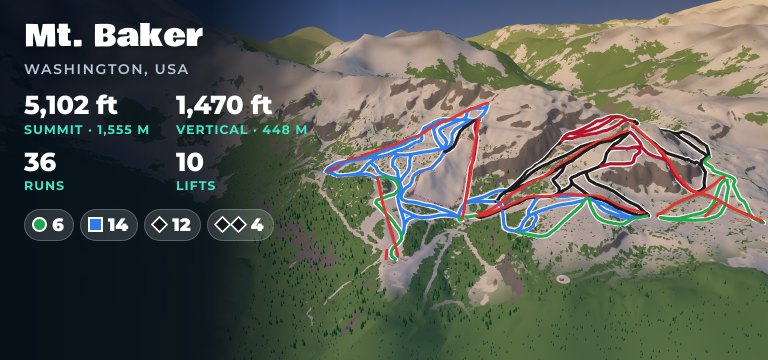 Mt. Baker
WASHINGTON, USA
5,102 ft 1,470 ft
SUMMIT · 1,555 M VERTICAL · 448 M
36 10
RUNS LIFTS
6 14 12 4